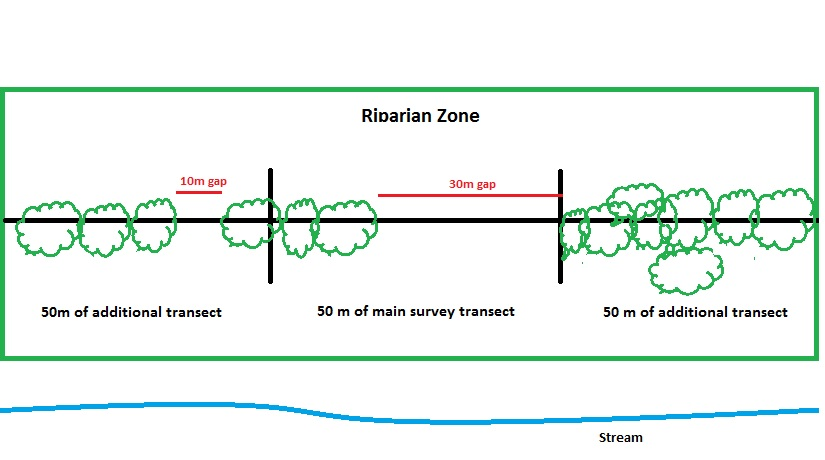 Riparian Zone
10m gap
30m gap
50m of additional transect
50 m of main survey transect
50 m of additional transect
Stream